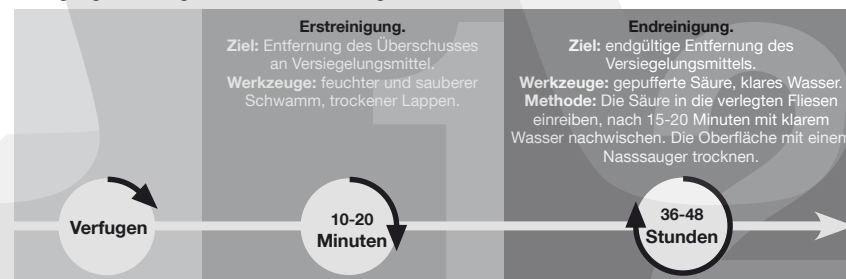 Erstreinigung.
Ziel: Entfernung des Überschusses
an Versiegelungsmittel.
Werkzeuge: feuchter und sauberer
Schwamm, trockener Lappen.
Endreinigung.
Ziel: endgültige Entfernung des
Versiegelungsmittels.
Werkzeuge: gepufferte Säure, klares Wasser.
Methode: Die Säure in die verlegten Fliesen
einreiben, nach 15-20 Minuten mit klarem
Wasser nachwischen. Die Oberfläche mit einem
Nasssauger trocknen.
Verfugen
10-20
Minuten
36-48
Stunden
1
2